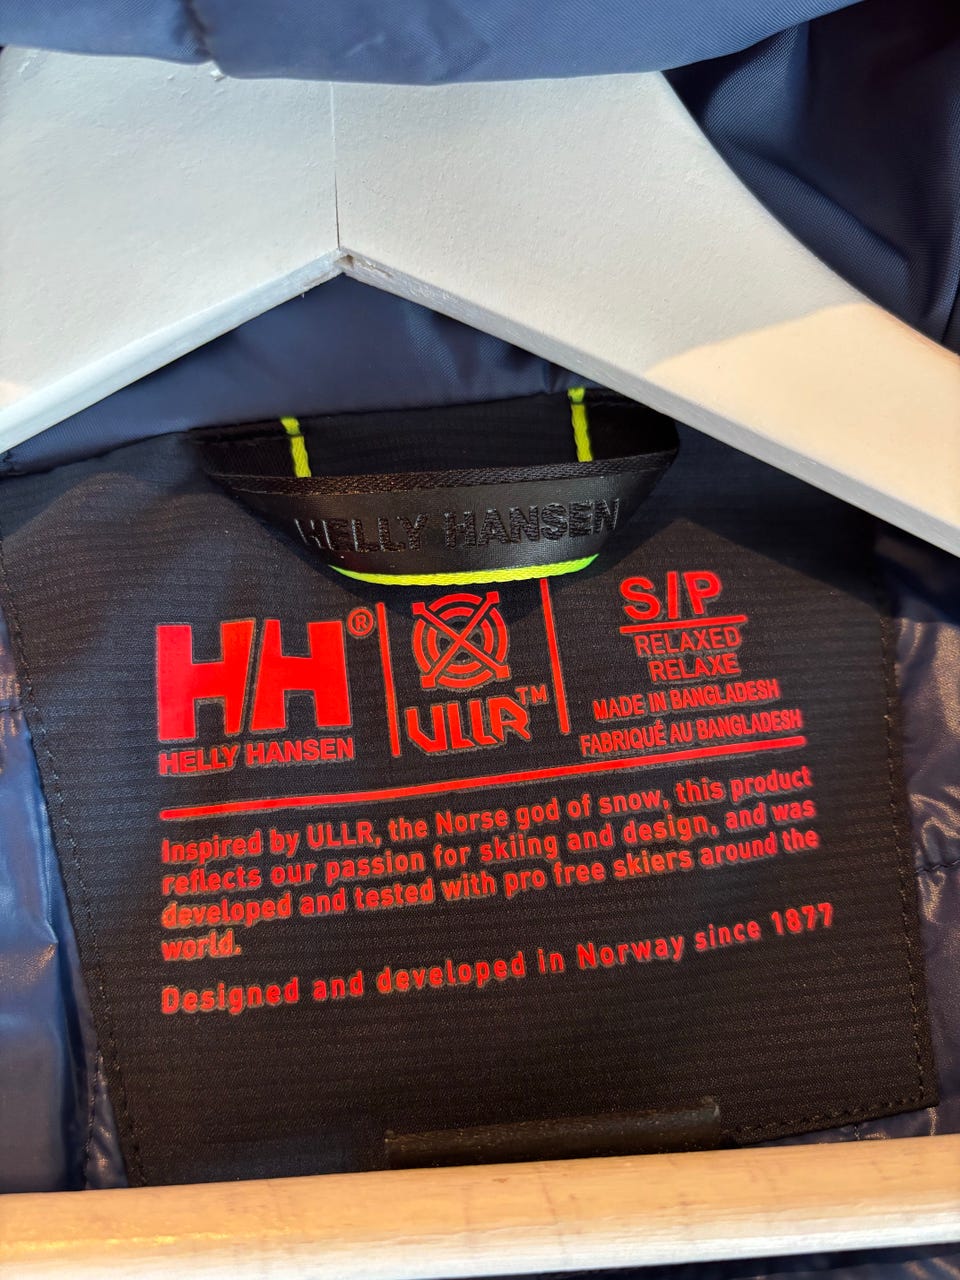 HELLY HANSEN
HH®
HELLY HANSEN
ULLR™
S/P
RELAXED
RELAXE
MADE IN BANGLADESH
FABRIQUÉ AU BANGLADESH
Inspired by ULLR, the Norse god of snow, this product
reflects our passion for skiing and design, and was
developed and tested with pro free skiers around the
world.
Designed and developed in Norway since 1877